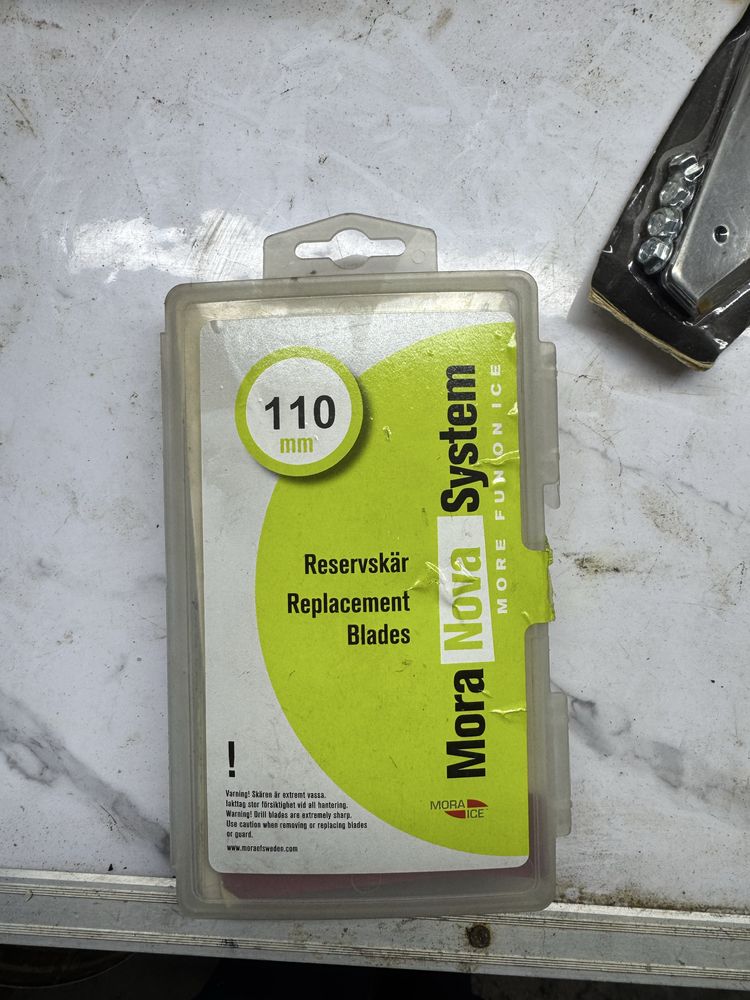 110
mm
Reservskär
Replacement
Blades
Mora Nova System
MORE FUN ON ICE
!
Varning! Skären är extremt vassa.
Iakttag stor försiktighet vid all hantering.
Warning! Drill blades are extremely sharp.
Use caution when removing or replacing blades
or guard.
www.moraofsweden.com
MORA
ICE